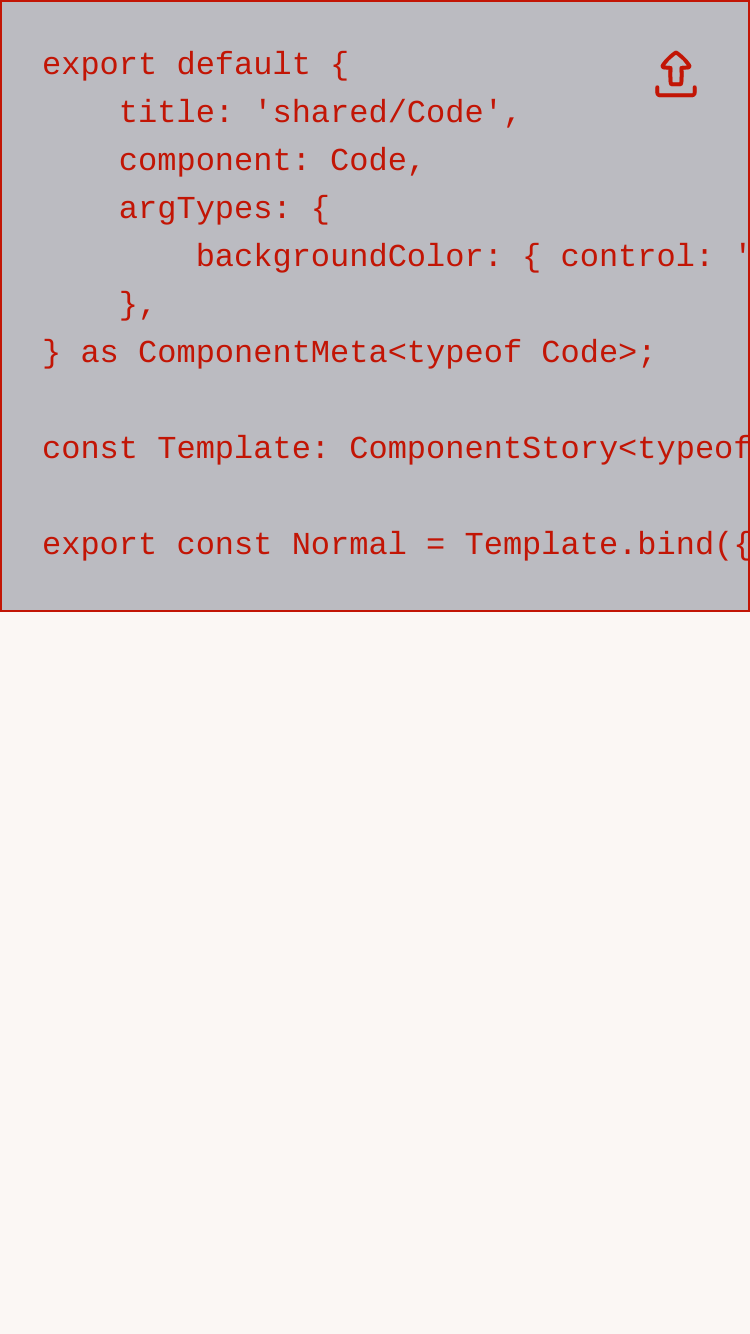 export default {
    title: 'shared/Code',
    component: Code,
    argTypes: {
        backgroundColor: { control: '
    },
} as ComponentMeta<typeof Code>;

const Template: ComponentStory<typeof

export const Normal = Template.bind({